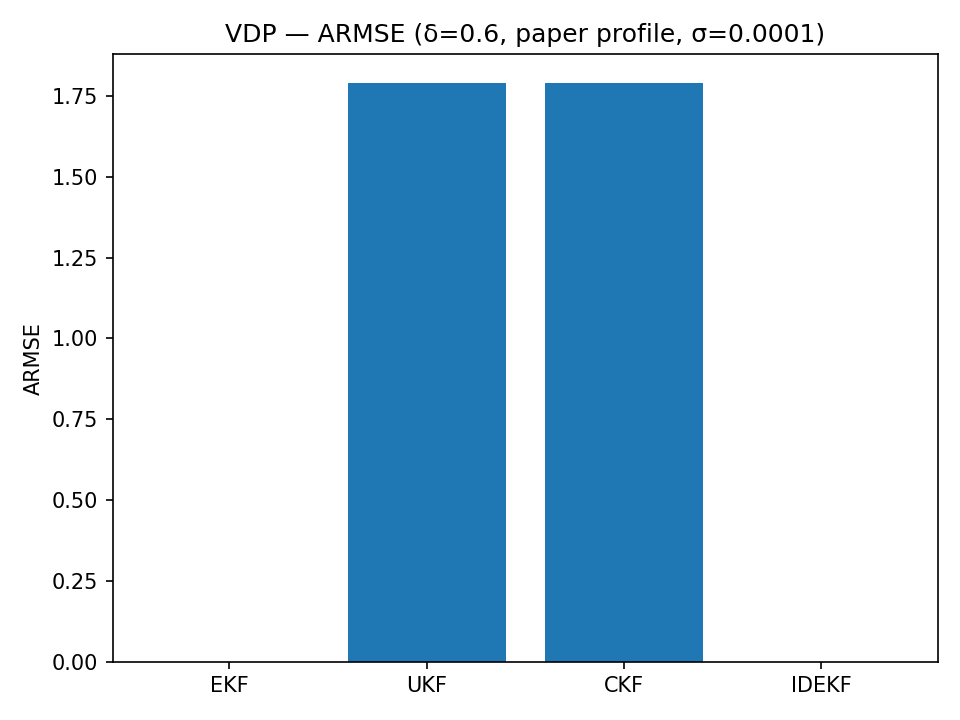 VDP — ARMSE (δ=0.6, paper profile, σ=0.0001)
ARMSE
1.75
1.50
1.25
1.00
0.75
0.50
0.25
0.00
EKF UKF CKF IDEKF